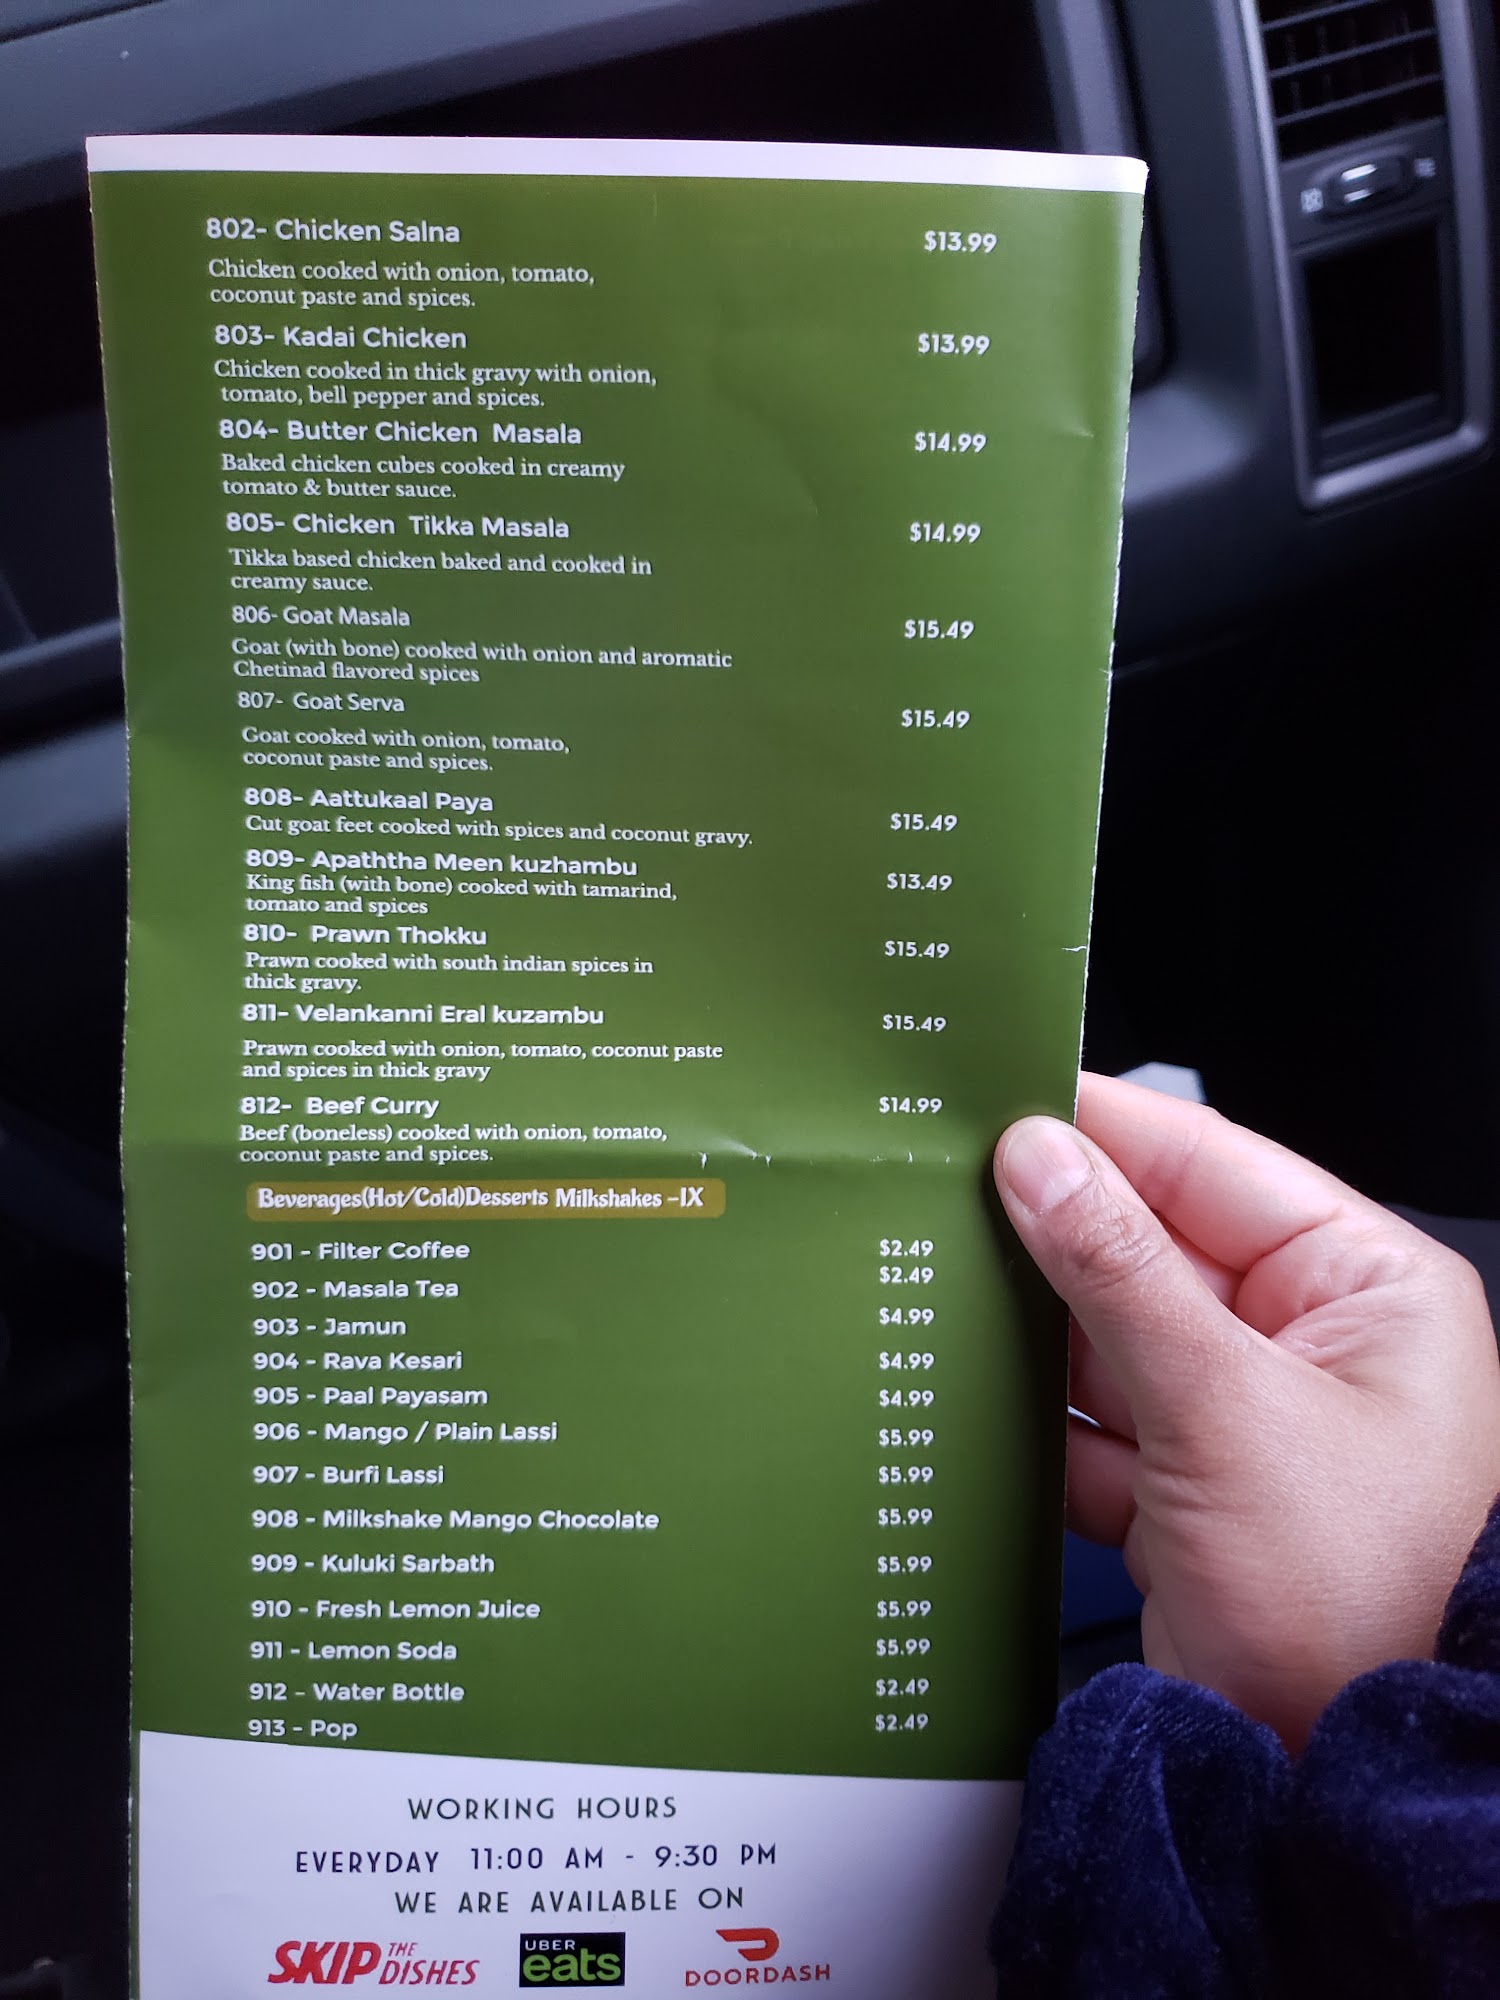 802- Chicken Salna $13.99
Chicken cooked with onion, tomato,
coconut paste and spices.
803- Kadai Chicken $13.99
Chicken cooked in thick gravy with onion,
tomato, bell pepper and spices.
804- Butter Chicken Masala $14.99
Baked chicken cubes cooked in creamy
tomato & butter sauce.
805- Chicken Tikka Masala $14.99
Tikka based chicken baked and cooked in
creamy sauce.
806- Goat Masala $15.49
Goat (with bone) cooked with onion and aromatic
Chetinad flavored spices
807- Goat Serva $15.49
Goat cooked with onion, tomato,
coconut paste and spices.
808- Aattukaal Paya $15.49
Cut goat feet cooked with spices and coconut gravy.
809- Apaththa Meen kuzhambu $13.49
King fish (with bone) cooked with tamarind,
tomato and spices
810- Prawn Thokku $15.49
Prawn cooked with south indian spices in
thick gravy.
811- Velankanni Eral kuzambu $15.49
Prawn cooked with onion, tomato, coconut paste
and spices in thick gravy
812- Beef Curry $14.99
Beef (boneless) cooked with onion, tomato,
coconut paste and spices.
Beverages(Hot/Cold)Desserts Milkshakes -IX
901 - Filter Coffee $2.49
902 - Masala Tea $2.49
903 - Jamun $4.99
904 - Rava Kesari $4.99
905 - Paal Payasam $4.99
906 - Mango / Plain Lassi $5.99
907 - Burfi Lassi $5.99
908 - Milkshake Mango Chocolate $5.99
909 - Kuluki Sarbath $5.99
910 - Fresh Lemon Juice $5.99
911 - Lemon Soda $5.99
912 - Water Bottle $2.49
913 - Pop $2.49
WORKING HOURS
EVERYDAY 11:00 AM - 9:30 PM
WE ARE AVAILABLE ON
SKIP THE DISHES UBER eats DOORDASH